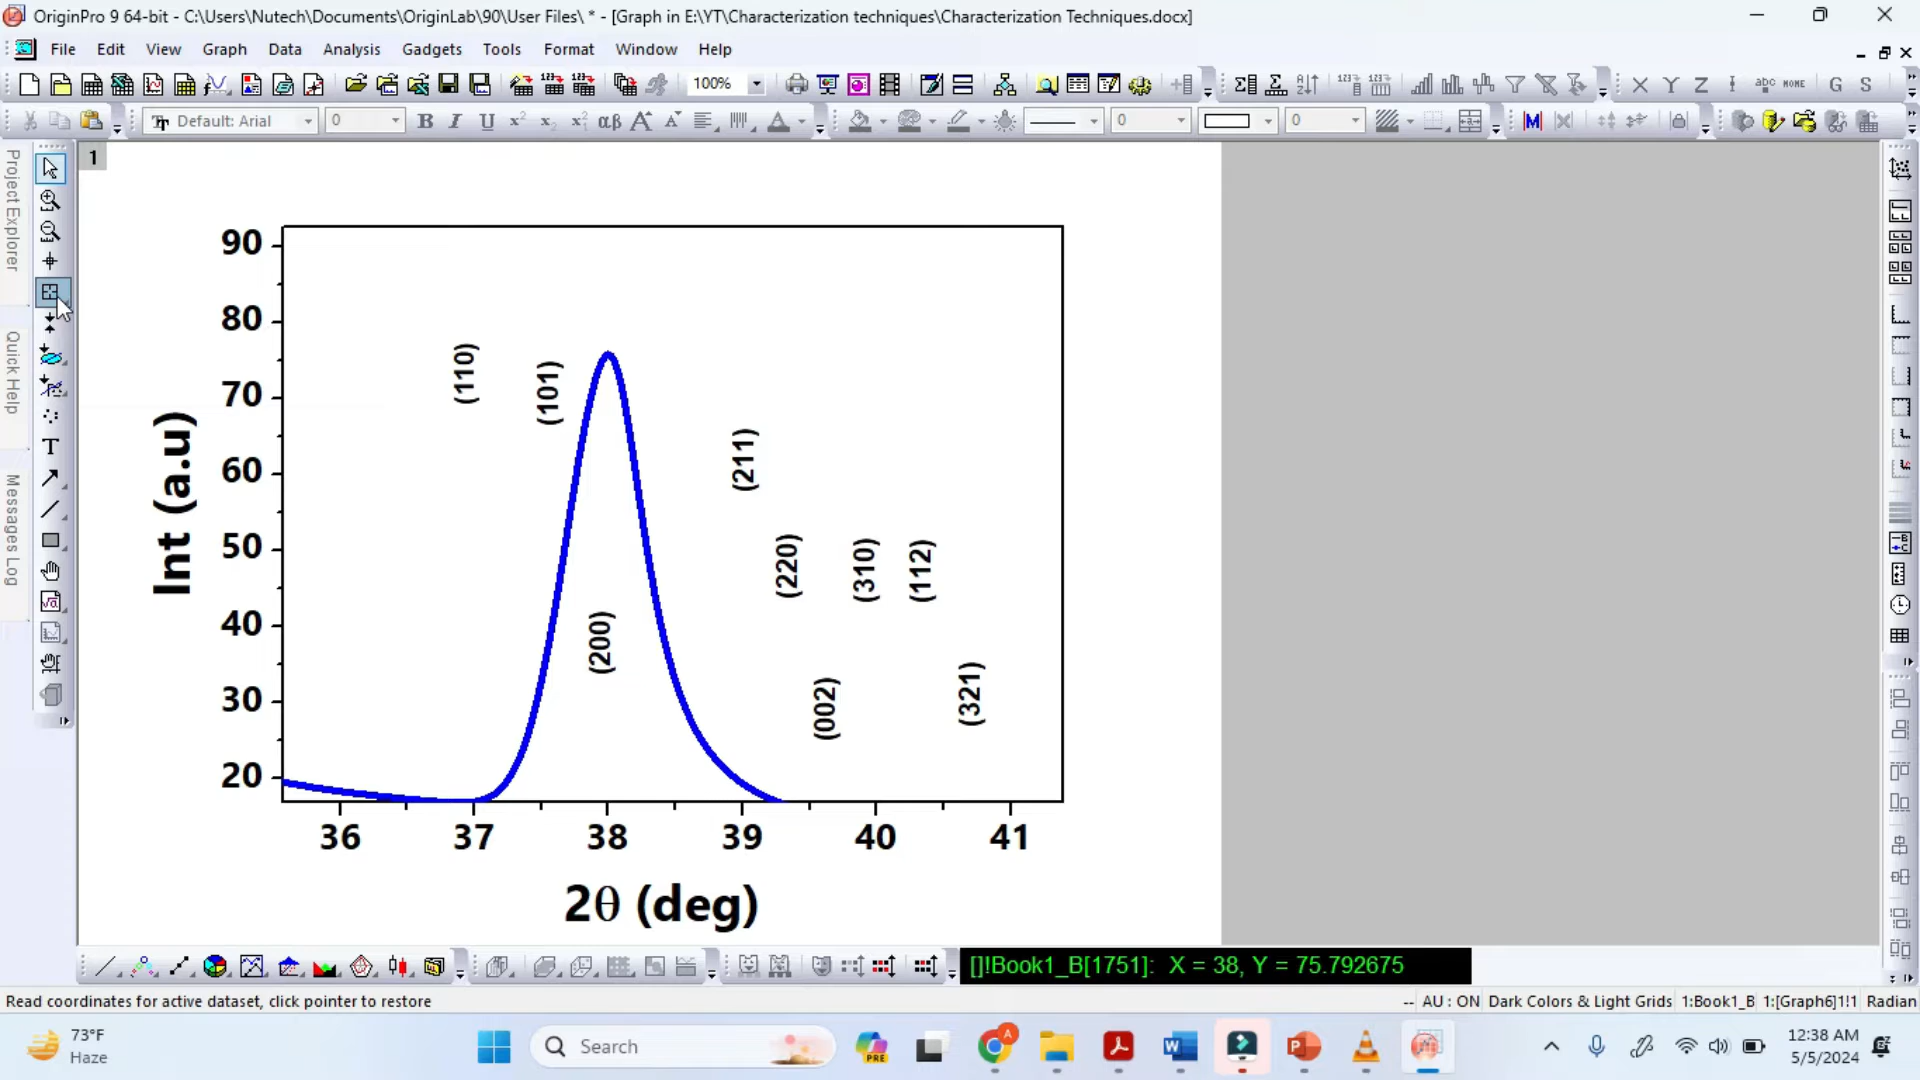 OriginPro 9 64-bit - C:\Users\Nutech\Documents\OriginLab\90\User Files\ * - [Graph in E:\YT\Characterization techniques\Characterization Techniques.docx]
File Edit View Graph Data Analysis Gadgets Tools Format Window Help
100%
Default: Arial 0 B I U 0 0
Project Explorer
Quick Help
Messages Log
1
90
80
70
60
50
40
30
20
Int (a.u)
(110)
(101)
(200)
(211)
(220)
(002)
(310)
(112)
(321)
36 37 38 39 40 41
2θ (deg)
[]!Book1_B[1751]: X = 38, Y = 75.792675
Read coordinates for active dataset, click pointer to restore
-- AU : ON Dark Colors & Light Grids 1:Book1_B 1:[Graph6]1!1 Radian
73°F
Haze
Search
PRE
12:38 AM
5/5/2024